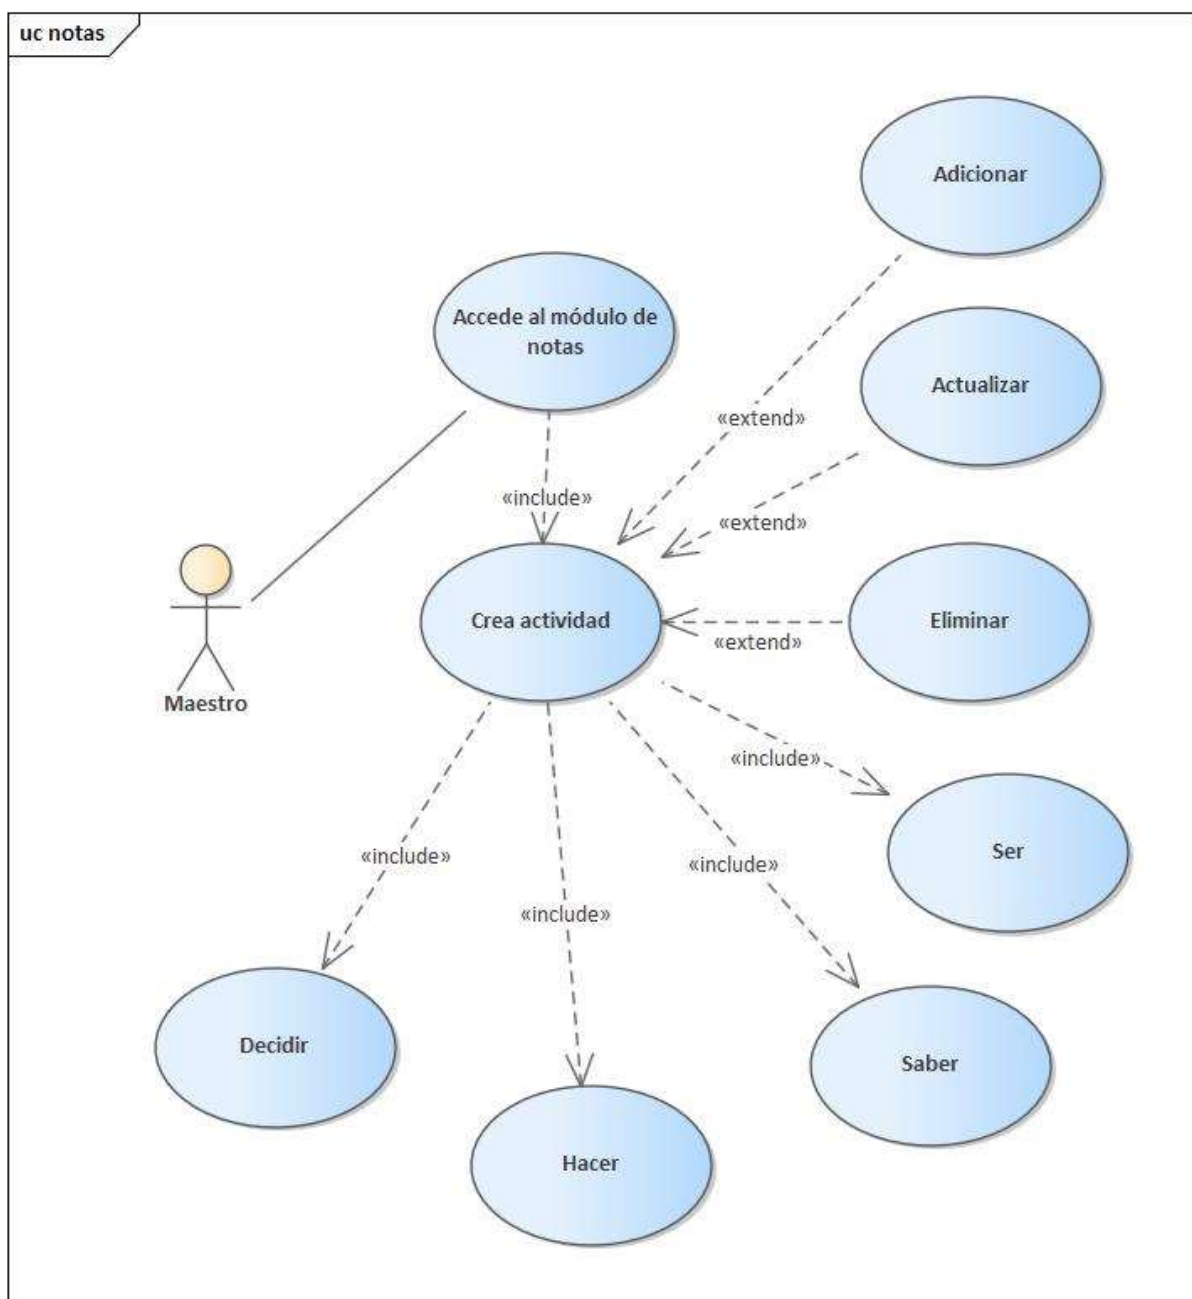 uc notas
Adicionar
Accede al módulo de
notas
Actualizar
«extend»
«include»
«extend»
Crea actividad
Eliminar
«extend»
Maestro
«include»
Ser
«include»
«include»
«include»
Decidir
Saber
Hacer